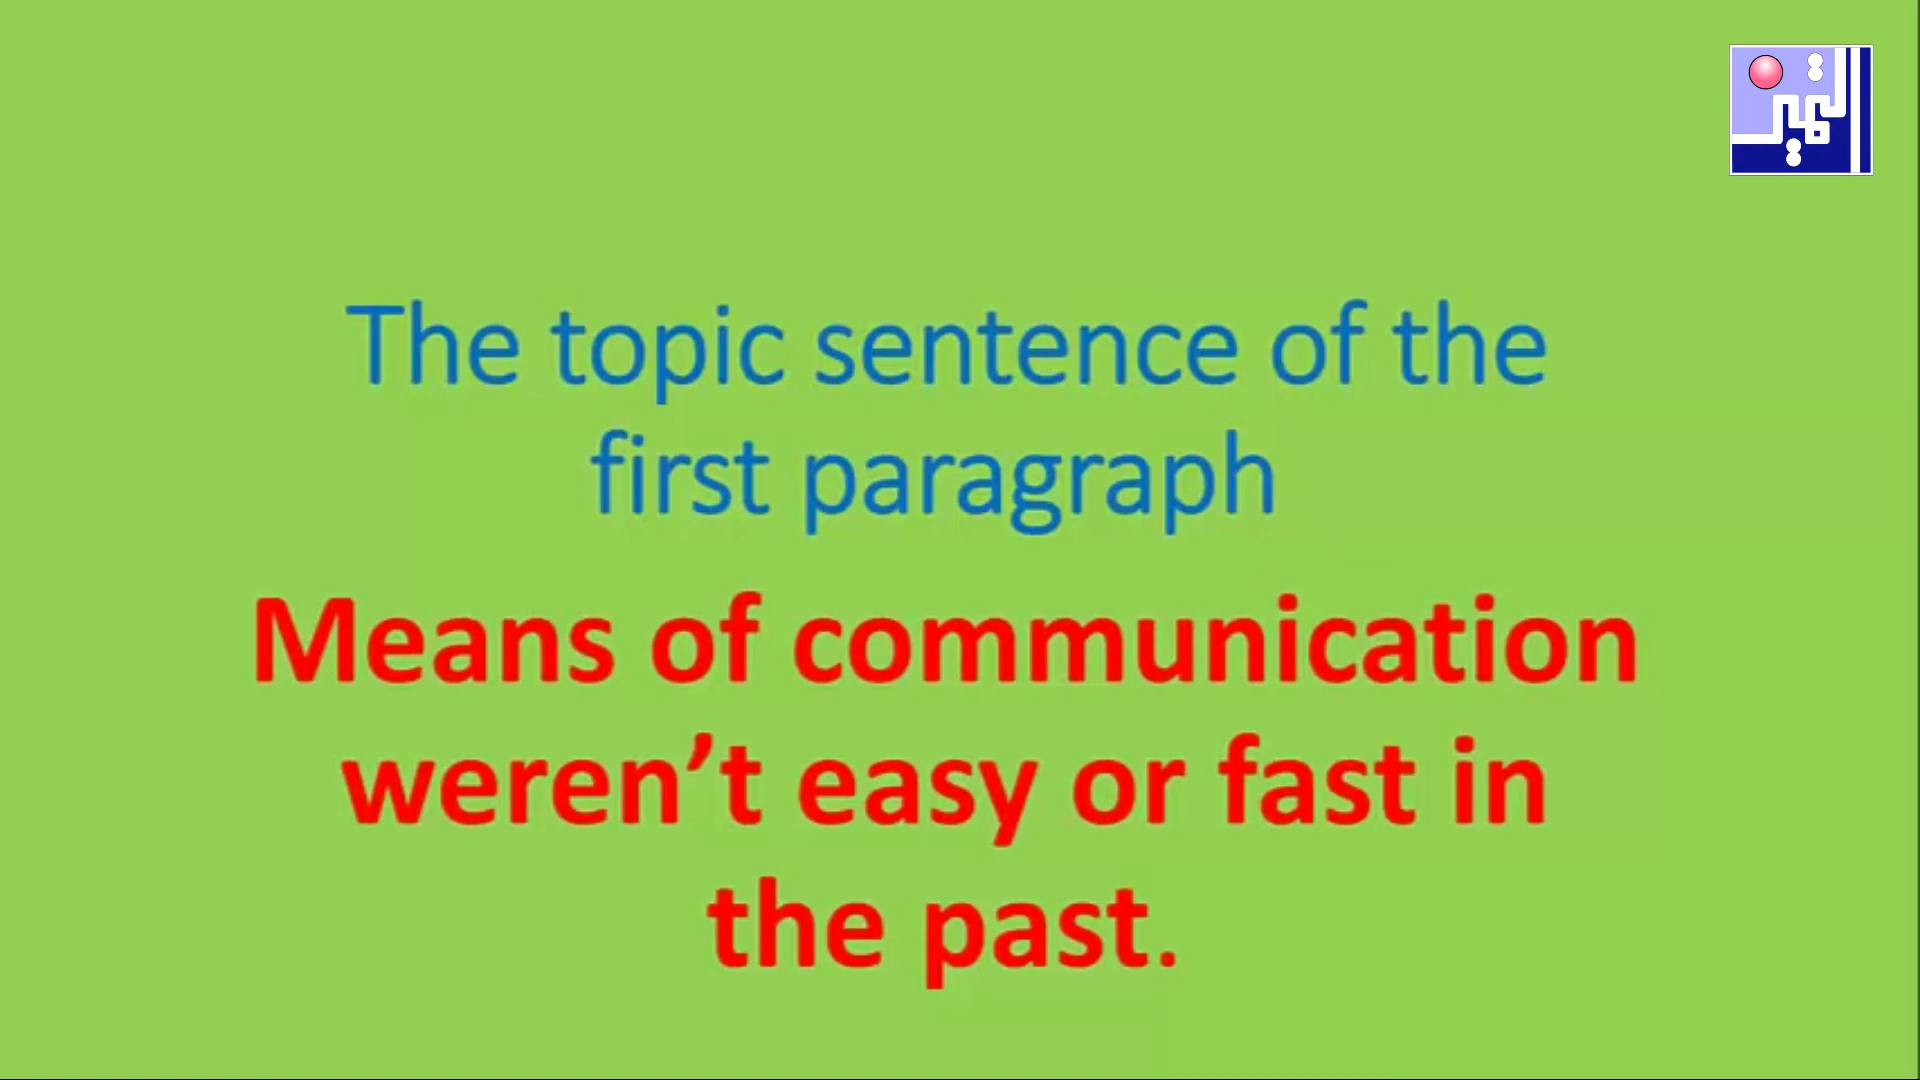 The topic sentence of the
first paragraph
Means of communication
weren’t easy or fast in
the past.